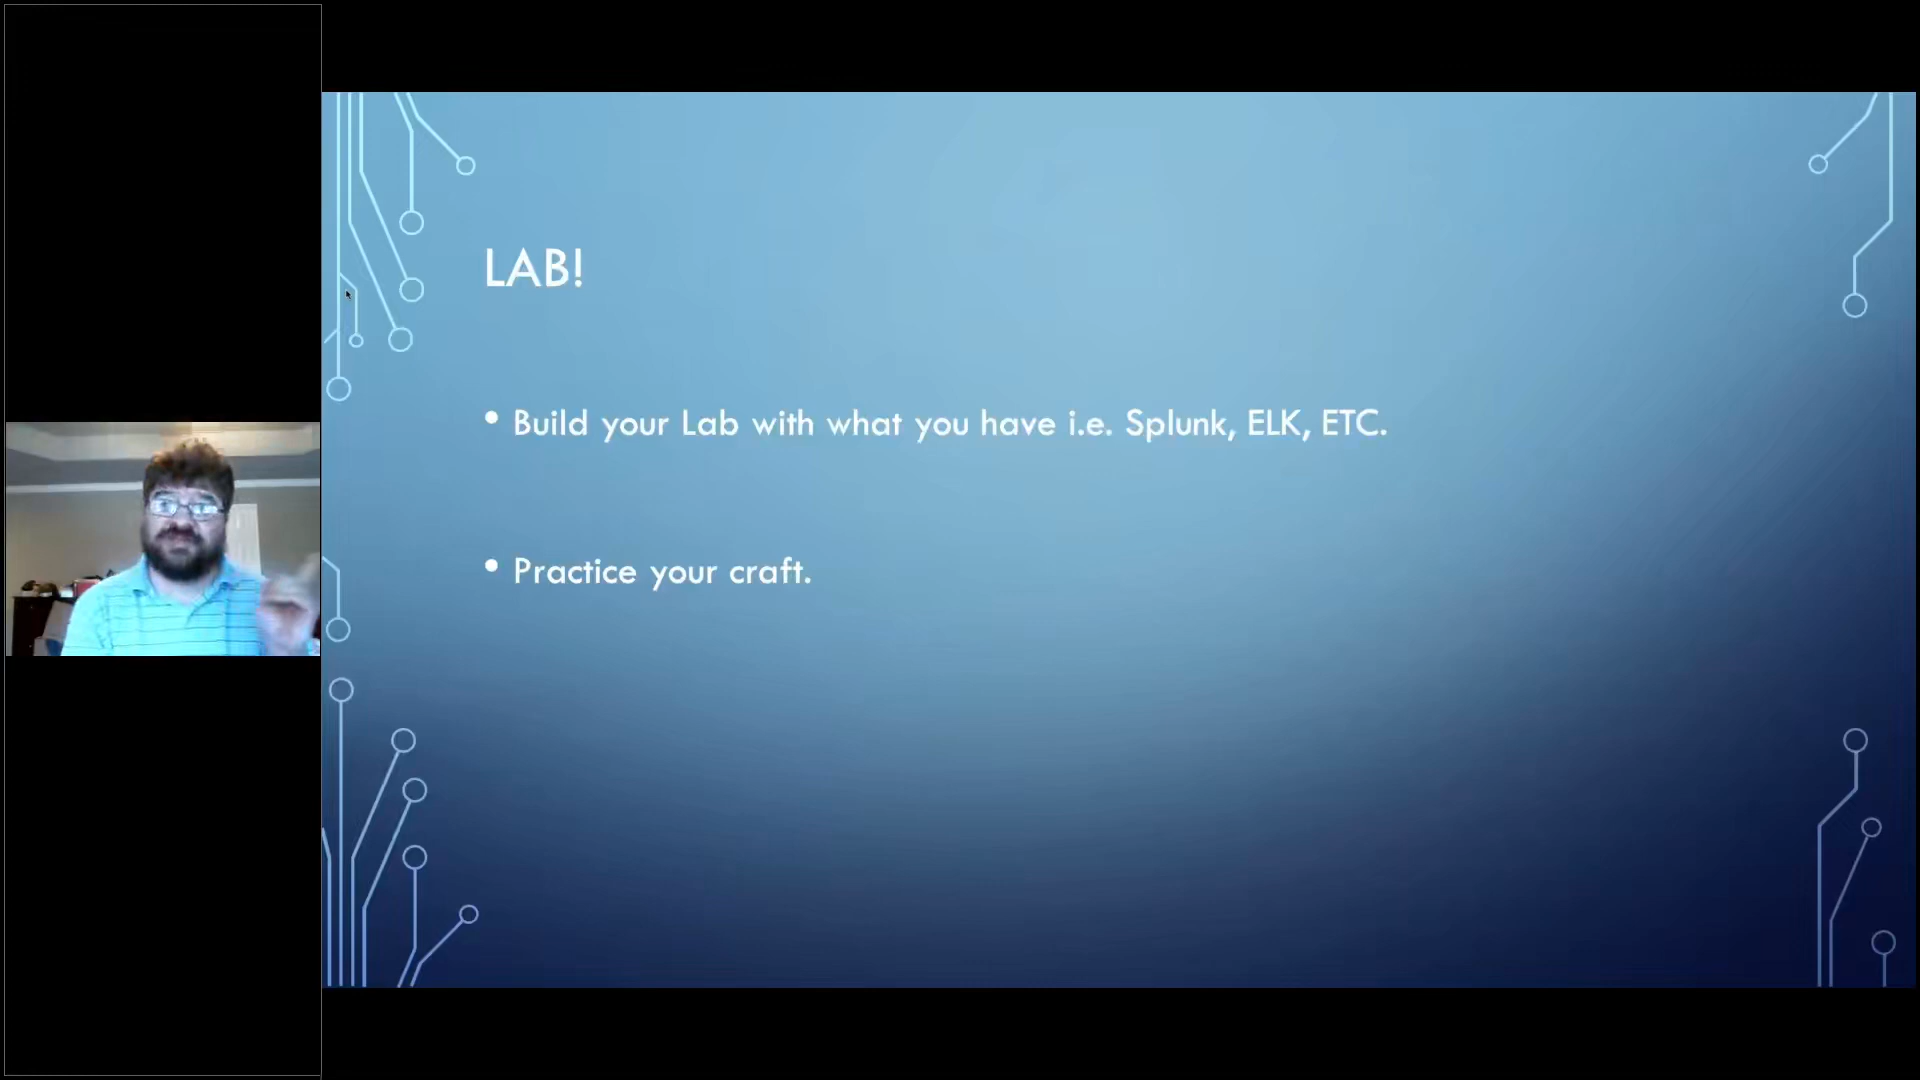 LAB!
• Build your Lab with what you have i.e. Splunk, ELK, ETC.
• Practice your craft.